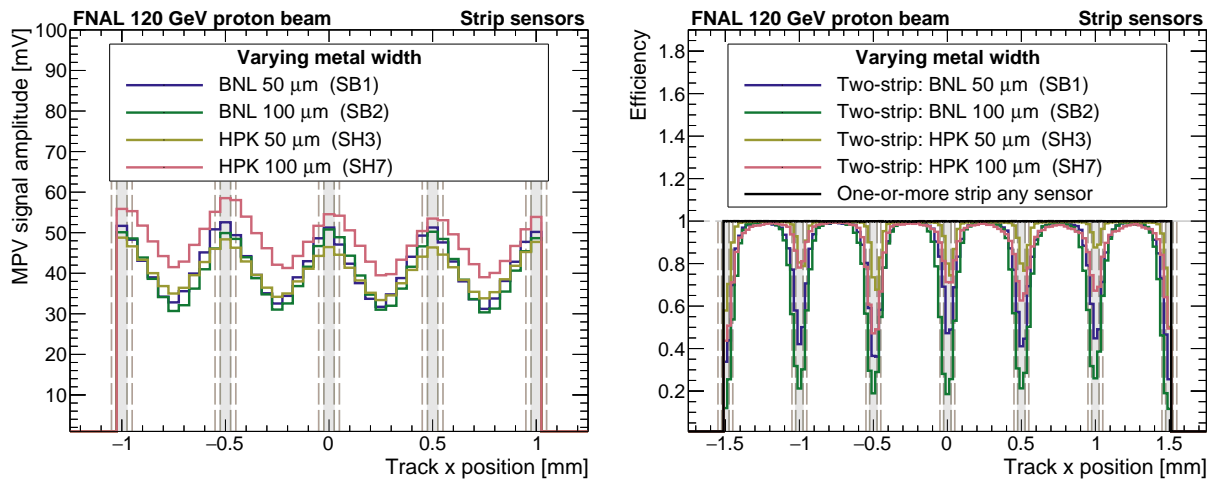 FNAL 120 GeV proton beam Strip sensors
MPV signal amplitude [mV]
100
90
80
70
60
50
40
30
20
10
Varying metal width
BNL 50 μm (SB1)
BNL 100 μm (SB2)
HPK 50 μm (SH3)
HPK 100 μm (SH7)
−1 −0.5 0 0.5 1
Track x position [mm]
FNAL 120 GeV proton beam Strip sensors
Efficiency
1.8
1.6
1.4
1.2
1
0.8
0.6
0.4
0.2
Varying metal width
Two-strip: BNL 50 μm (SB1)
Two-strip: BNL 100 μm (SB2)
Two-strip: HPK 50 μm (SH3)
Two-strip: HPK 100 μm (SH7)
One-or-more strip any sensor
−1.5 −1 −0.5 0 0.5 1 1.5
Track x position [mm]